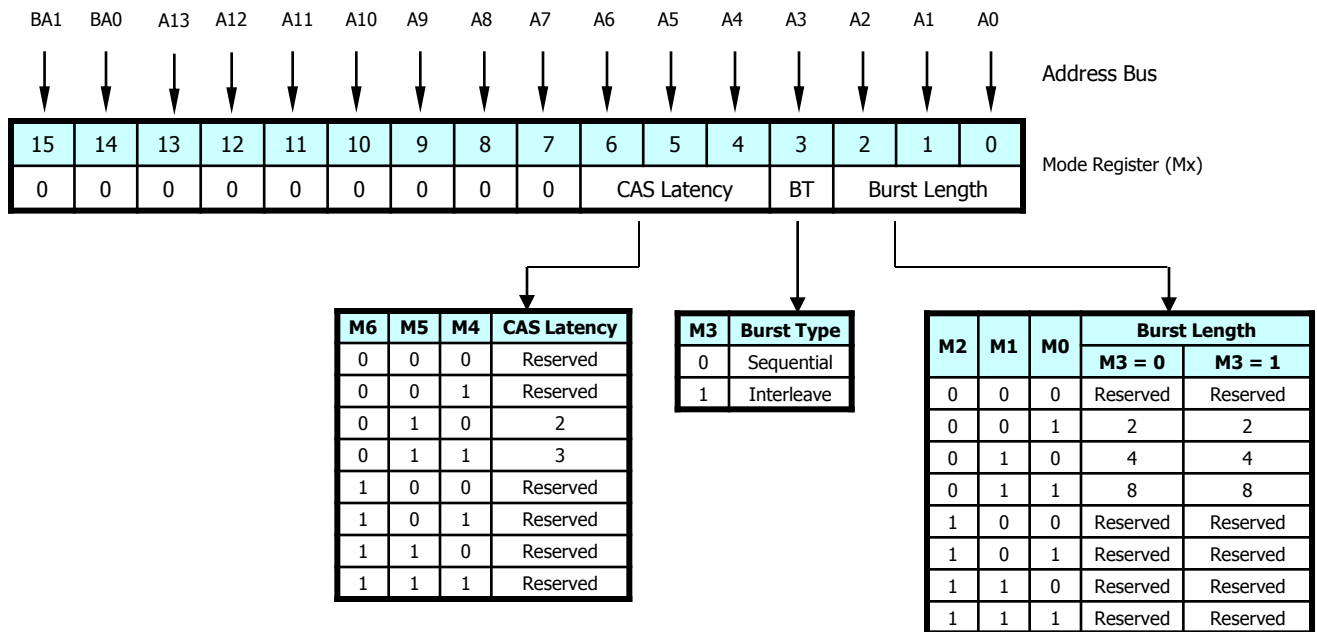 BA1 BA0 A13 A12 A11 A10 A9 A8 A7 A6 A5 A4 A3 A2 A1 A0
Address Bus
15 14 13 12 11 10 9 8 7 6 5 4 3 2 1 0
Mode Register (Mx)
0 0 0 0 0 0 0 0 0 CAS Latency BT Burst Length
M6 M5 M4 CAS Latency
0 0 0 Reserved
0 0 1 Reserved
0 1 0 2
0 1 1 3
1 0 0 Reserved
1 0 1 Reserved
1 1 0 Reserved
1 1 1 Reserved
M3 Burst Type
0 Sequential
1 Interleave
M2 M1 M0 Burst Length
M3 = 0 M3 = 1
0 0 0 Reserved Reserved
0 0 1 2 2
0 1 0 4 4
0 1 1 8 8
1 0 0 Reserved Reserved
1 0 1 Reserved Reserved
1 1 0 Reserved Reserved
1 1 1 Reserved Reserved